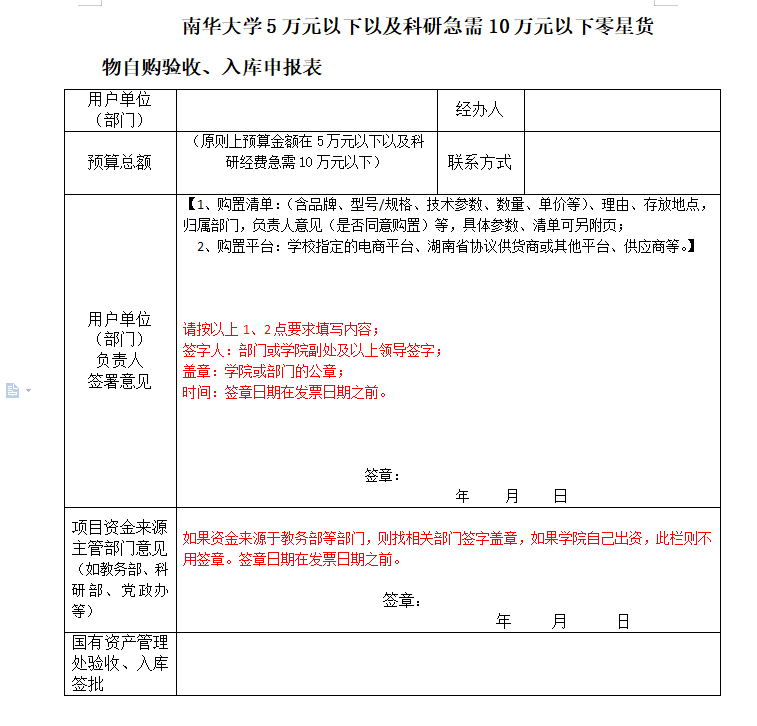 南华大学5万元以下以及科研急需10万元以下零星货
物自购验收、入库申报表
用户单位
（部门）
经办人
预算总额
（原则上预算金额在5万元以下以及科
研经费急需10万元以下）
联系方式
用户单位
（部门）
负责人
签署意见
【1、购置清单：（含品牌、型号/规格、技术参数、数量、单价等）、理由、存放地点，
归属部门，负责人意见（是否同意购置）等，具体参数、清单可另附页；
2、购置平台：学校指定的电商平台、湖南省协议供货商或其他平台、供应商等。】
请按以上1、2点要求填写内容；
签字人：部门或学院副处及以上领导签字；
盖章：学院或部门的公章；
时间：签章日期在发票日期之前。
签章：
年 月 日
项目资金来源
主管部门意见
（如教务部、科
研部、党政办
等）
如果资金来源于教务部等部门，则找相关部门签字盖章，如果学院自己出资，此栏则不
用签章。签章日期在发票日期之前。
签章：
年 月 日
国有资产管理
处验收、入库
签批